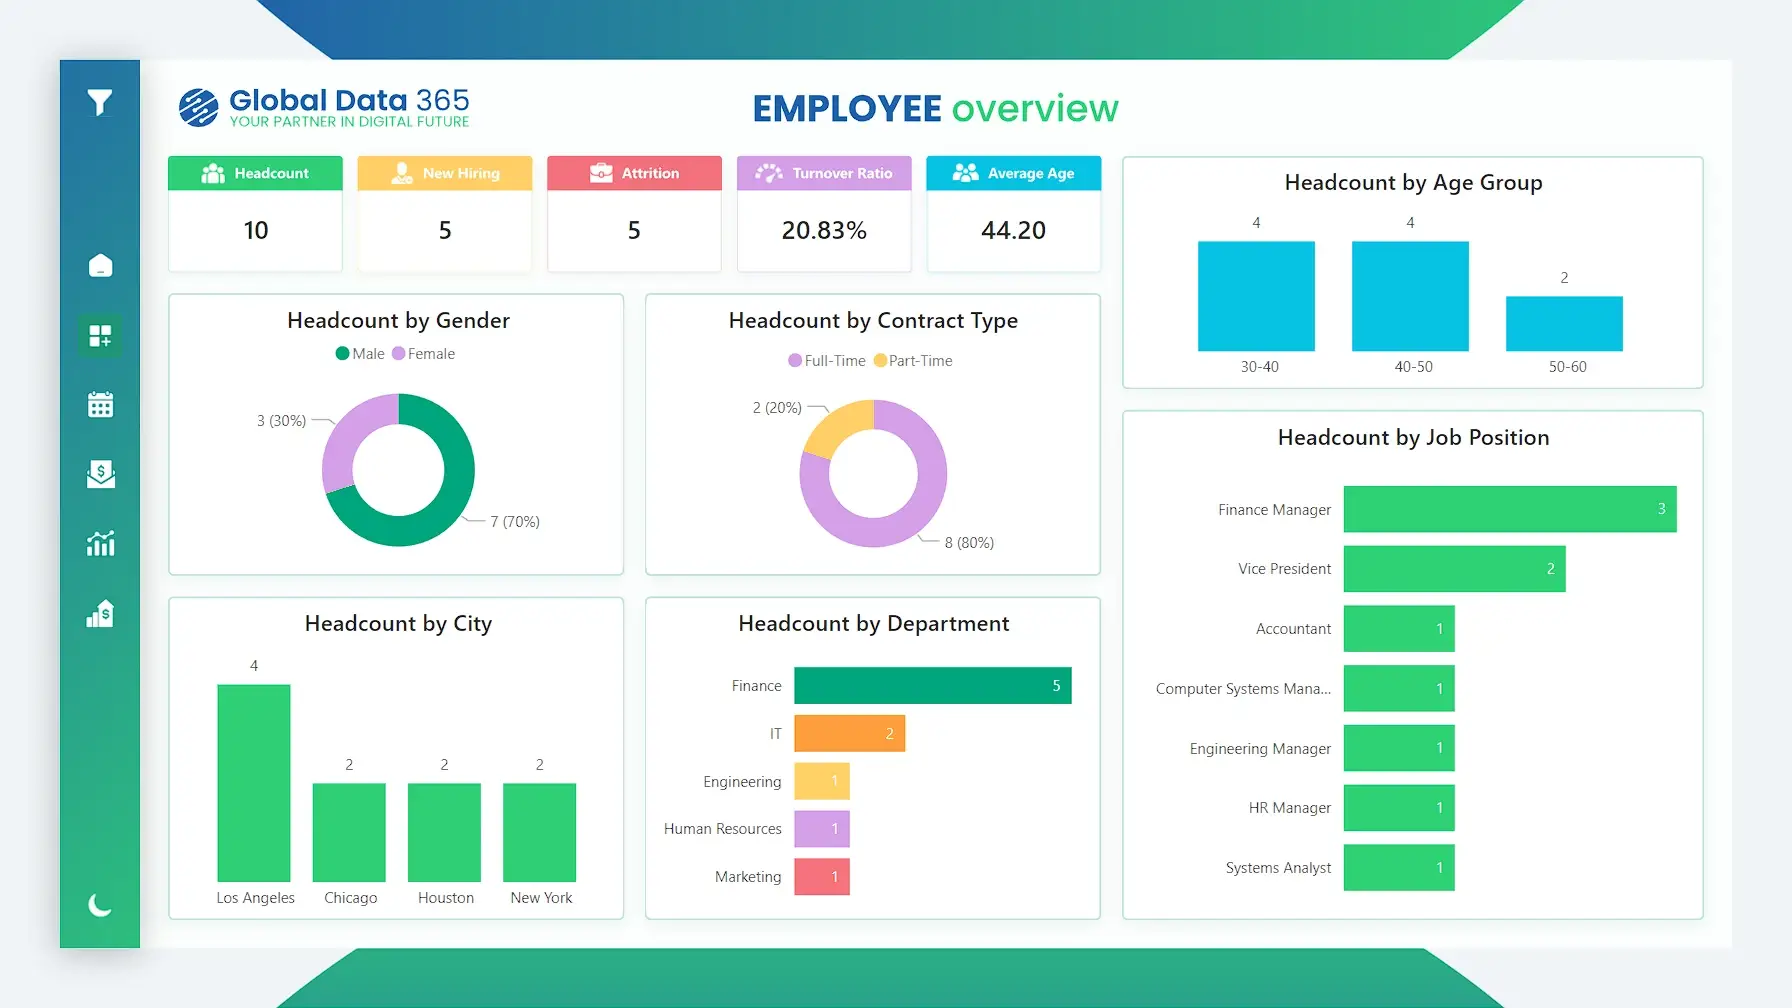 Global Data 365
YOUR PARTNER IN DIGITAL FUTURE
EMPLOYEE overview
Headcount
10
New Hiring
5
Attrition
5
Turnover Ratio
20.83%
Average Age
44.20
Headcount by Age Group
4
4
2
30-40
40-50
50-60
Headcount by Gender
Male
Female
3 (30%)
7 (70%)
Headcount by Contract Type
Full-Time
Part-Time
2 (20%)
8 (80%)
Headcount by Job Position
Finance Manager
3
Vice President
2
Accountant
1
Computer Systems Mana...
1
Engineering Manager
1
HR Manager
1
Systems Analyst
1
Headcount by City
4
2
2
2
Los Angeles
Chicago
Houston
New York
Headcount by Department
Finance
5
IT
2
Engineering
1
Human Resources
1
Marketing
1